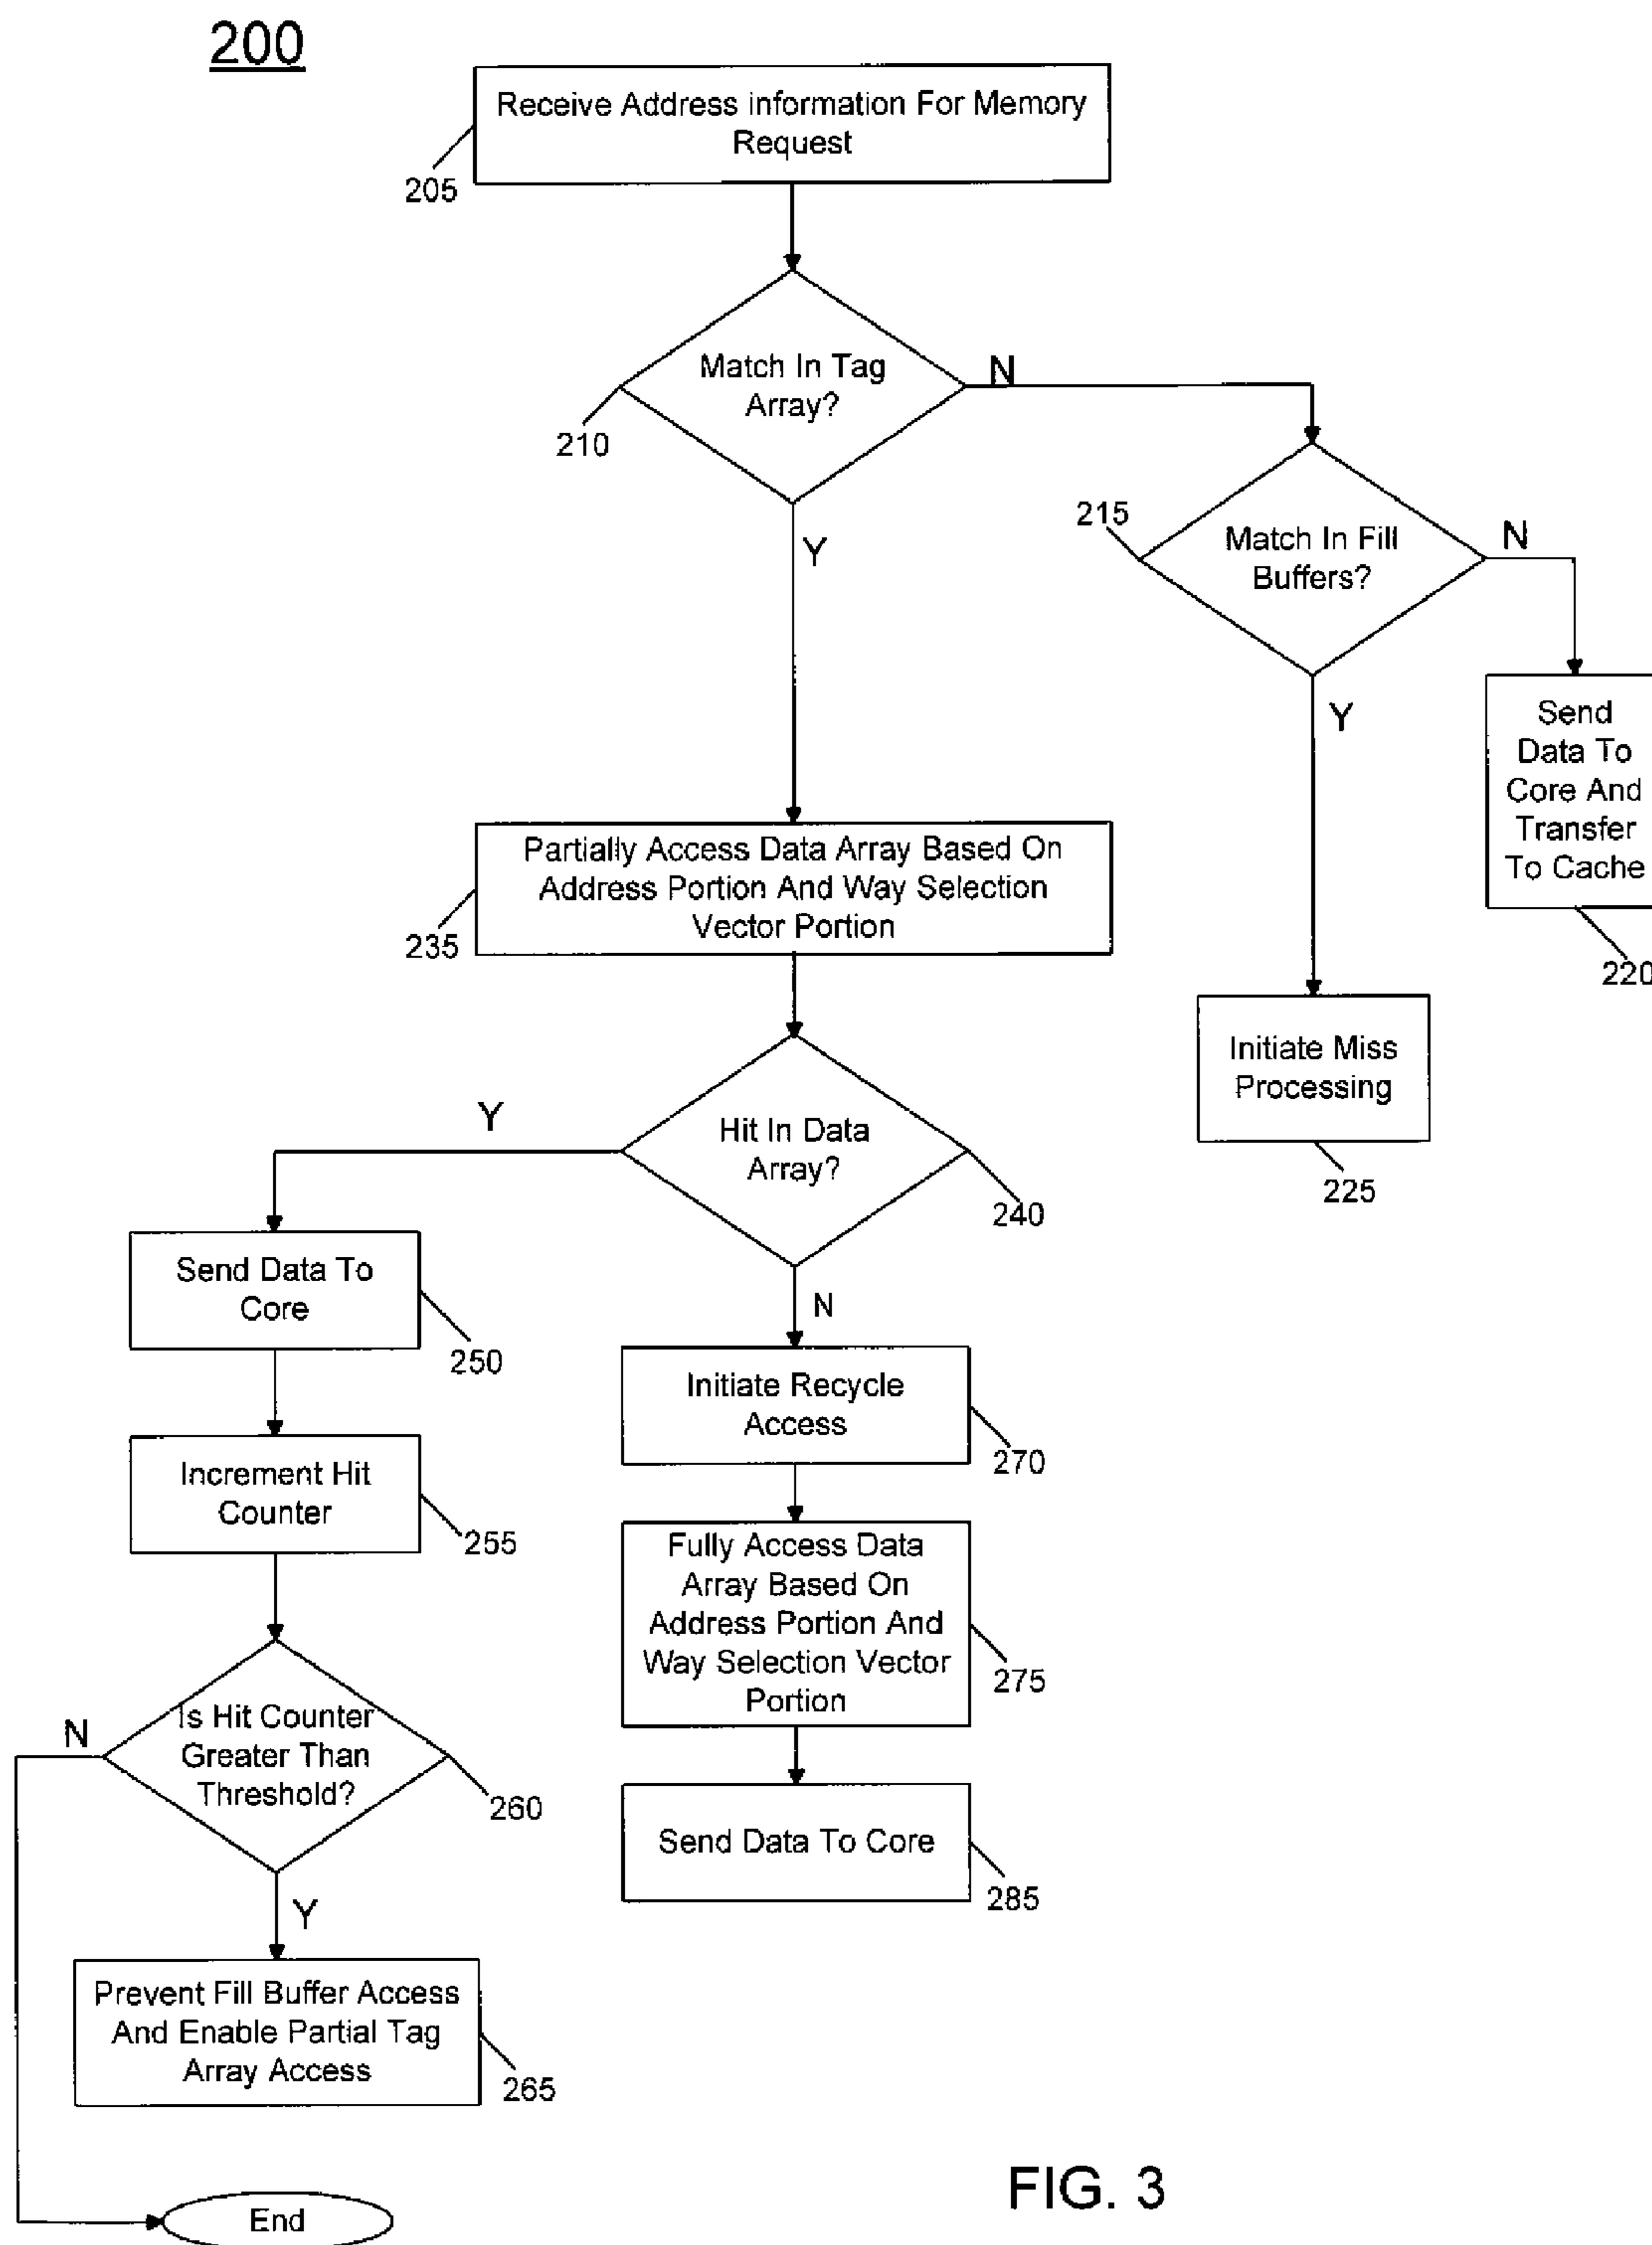 200
Receive Address information For Memory
Request
205
Match In Tag
Array?
N
210
Y
215
Match In Fill
Buffers?
N
Y
Send
Data To
Core And
Transfer
To Cache
220
Partially Access Data Array Based On
Address Portion And Way Selection
Vector Portion
235
Initiate Miss
Processing
225
Y
Hit In Data
Array?
240
N
Send Data To
Core
250
Initiate Recycle
Access
270
Increment Hit
Counter
255
Fully Access Data
Array Based On
Address Portion And
Way Selection Vector
Portion
275
N
Is Hit Counter
Greater Than
Threshold?
260
Y
Send Data To Core
285
Prevent Fill Buffer Access
And Enable Partial Tag
Array Access
265
End
FIG. 3